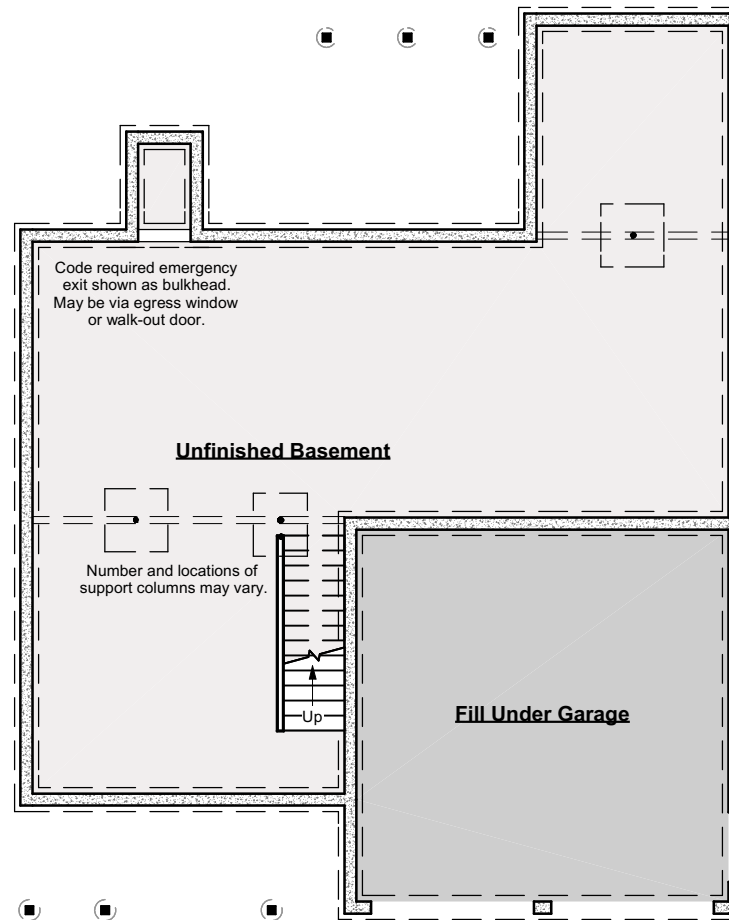 Code required emergency
exit shown as bulkhead.
May be via egress window
or walk-out door.
Unfinished Basement
Number and locations of
support columns may vary.
Up
Fill Under Garage